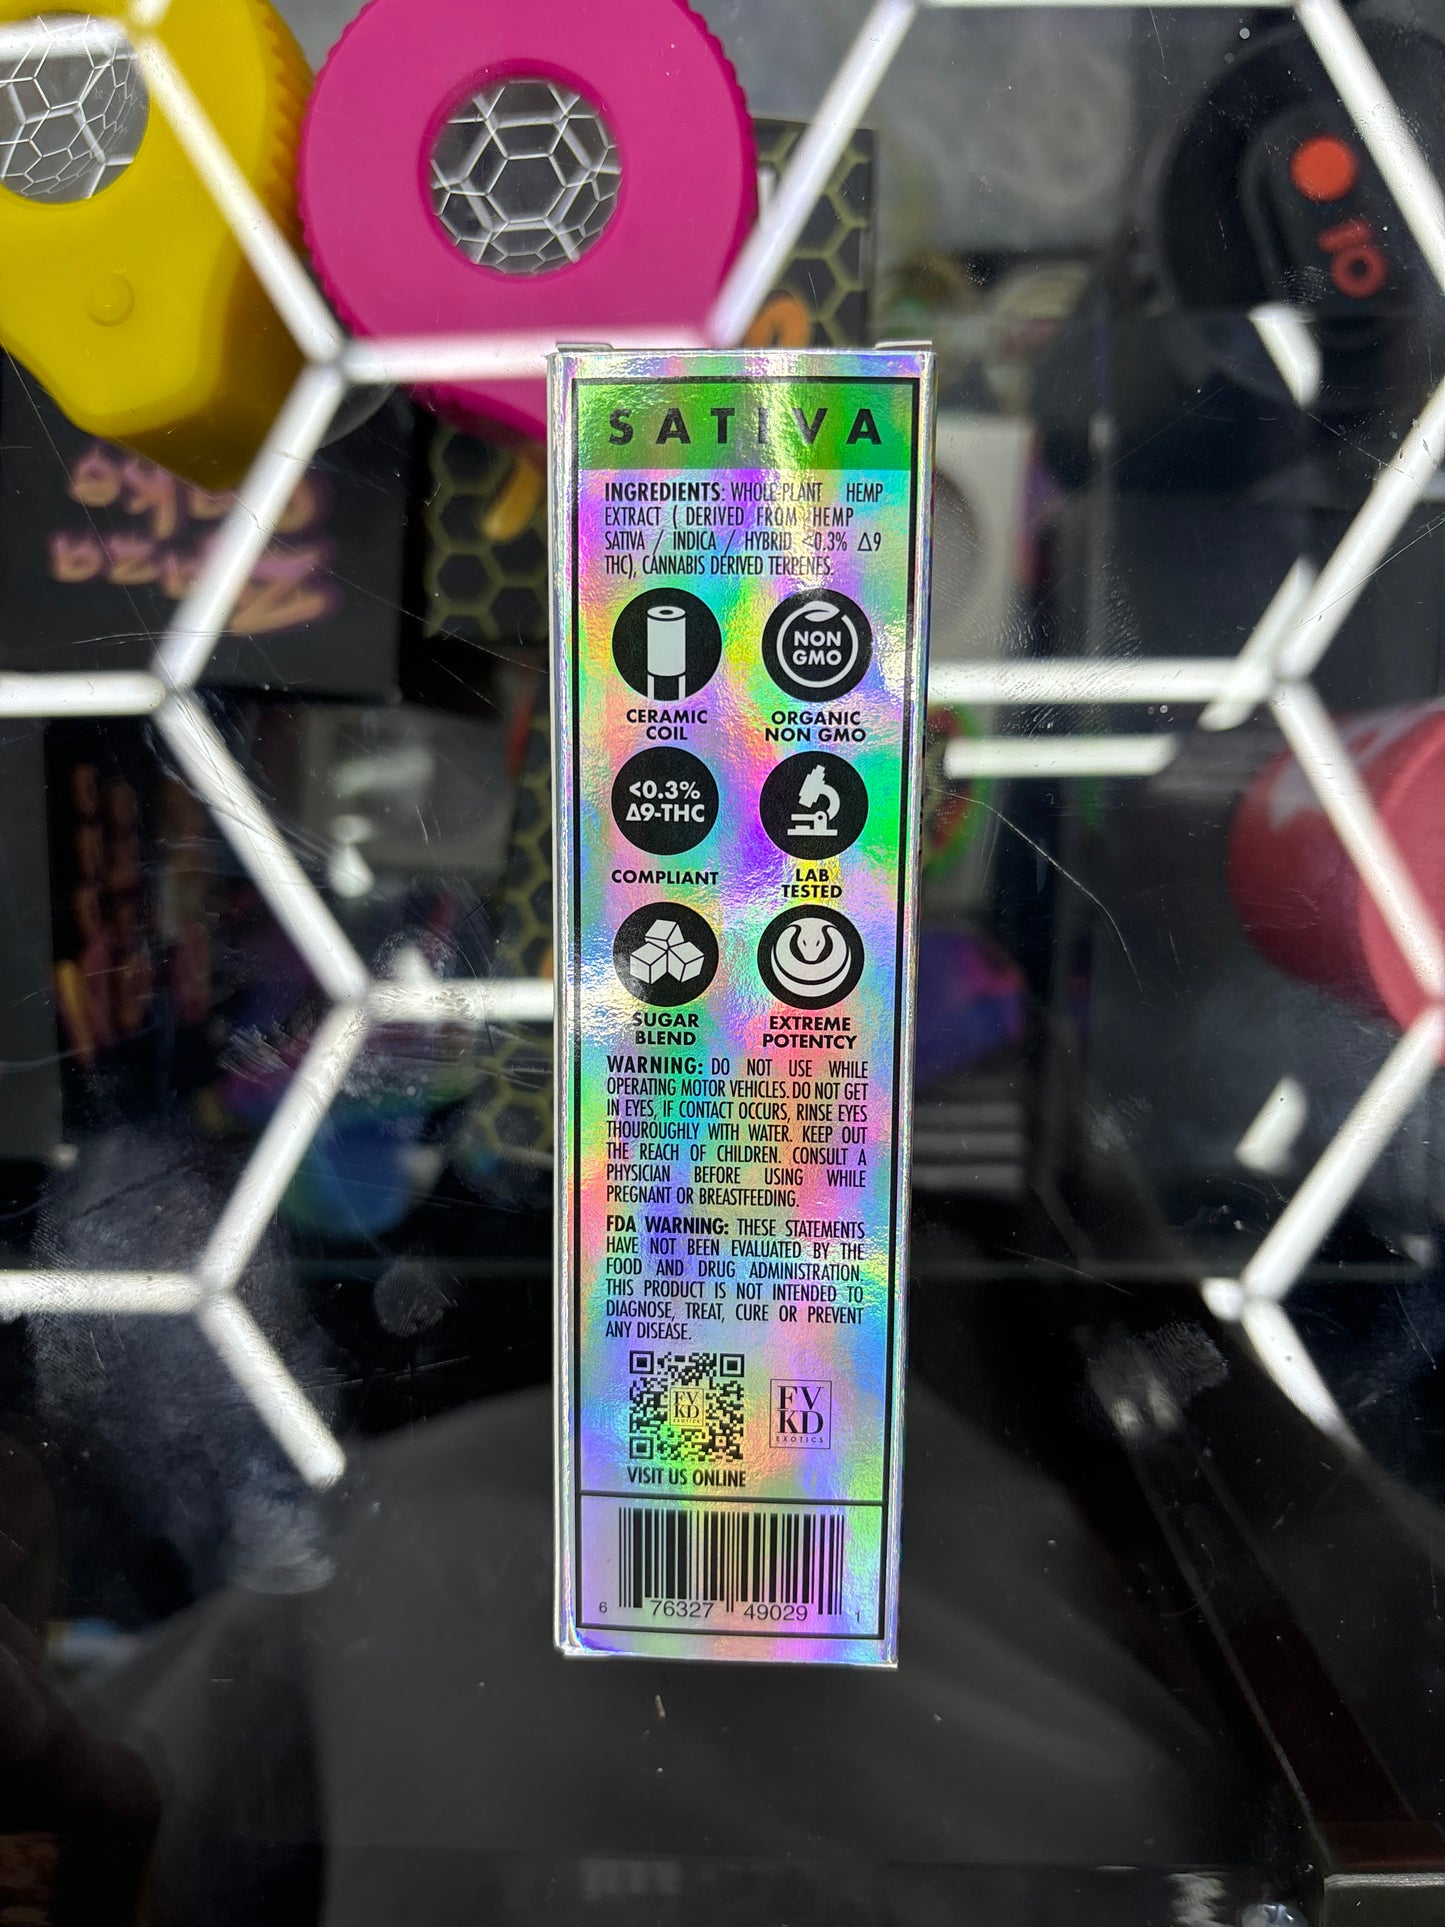 SATIVA
INGREDIENTS: WHOLE-PLANT HEMP
EXTRACT ( DERIVED FROM HEMP
SATIVA / INDICA / HYBRID <0.3% Δ9
THC), CANNABIS DERIVED TERPENES.
NON
GMO
CERAMIC
COIL
ORGANIC
NON GMO
<0.3%
Δ9-THC
COMPLIANT
LAB
TESTED
SUGAR
BLEND
EXTREME
POTENTCY
WARNING: DO NOT USE WHILE
OPERATING MOTOR VEHICLES. DO NOT GET
IN EYES, IF CONTACT OCCURS, RINSE EYES
THOUROUGHLY WITH WATER. KEEP OUT
THE REACH OF CHILDREN. CONSULT A
PHYSICIAN BEFORE USING WHILE
PREGNANT OR BREASTFEEDING.
FDA WARNING: THESE STATEMENTS
HAVE NOT BEEN EVALUATED BY THE
FOOD AND DRUG ADMINISTRATION.
THIS PRODUCT IS NOT INTENDED TO
DIAGNOSE, TREAT, CURE OR PREVENT
ANY DISEASE.
FV
KD
EXOTICS
FV
KD
EXOTICS
VISIT US ONLINE
6 76327 49029 1
10